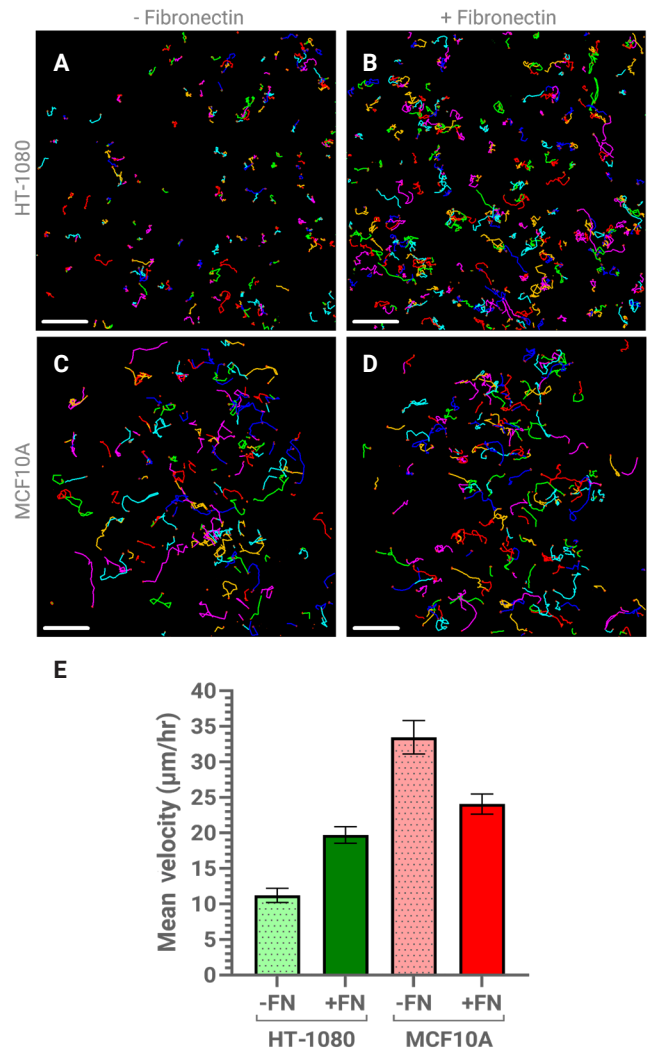 - Fibronectin
+ Fibronectin
A
B
HT-1080
C
D
MCF10A
E
Mean velocity (µm/hr)
40
35
30
25
20
15
10
5
0
-FN +FN -FN +FN
HT-1080 MCF10A